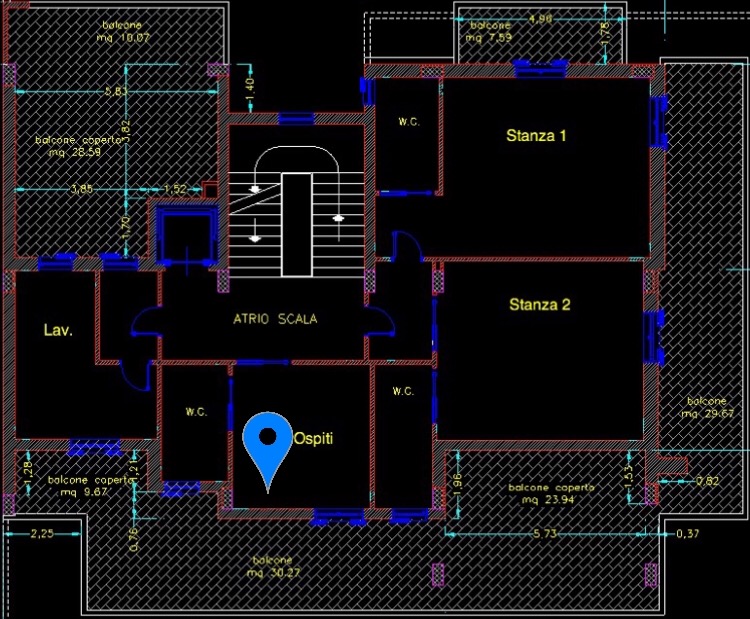 balcone
mq 10.07
4,96
balcone
mq 7.59
1,78
1,40
5,83
3,82
balcone coperto
mq 28.59
3,85
1,52
1,70
W.C.
Stanza 1
ATRIO SCALA
Stanza 2
Lav.
W.C.
W.C.
Ospiti
balcone
mq 29.67
1,28
balcone coperto
mq 9.67
1,21
0,76
2,25
1,96
balcone coperto
mq 23.94
1,53
0,82
5.73
0,37
balcone
mq 30.27